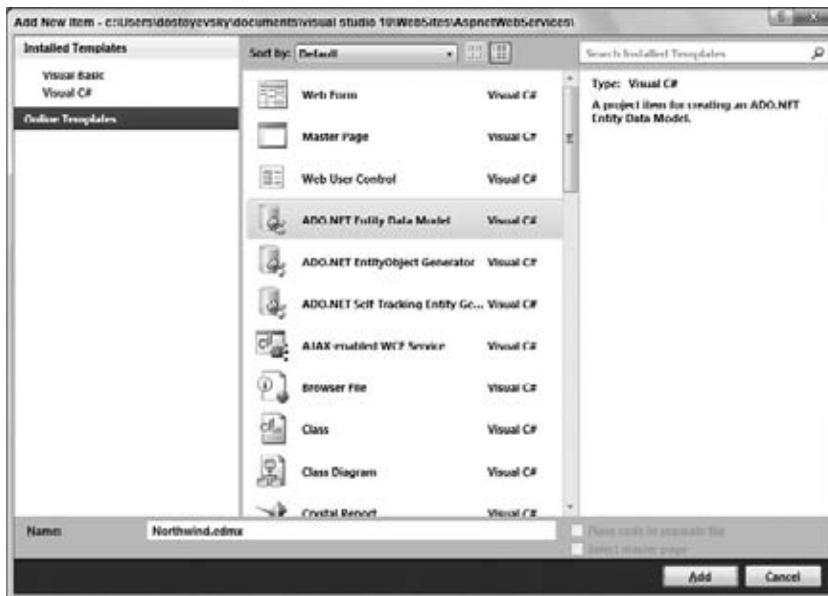 Add New Item - c:\Users\dostoyevsky\documents\visual studio 10\WebSites\AspnetWebServices\
Installed Templates
Visual Basic
Visual C#
Online Templates
Sort by: Default
Search Installed Templates
Web Form Visual C#
Master Page Visual C#
Web User Control Visual C#
ADO.NET Entity Data Model Visual C#
ADO.NET EntityObject Generator Visual C#
ADO.NET Self Tracking Entity Ge... Visual C#
AJAX-enabled WCF Service Visual C#
Browser File Visual C#
Class Visual C#
Class Diagram Visual C#
Crystal Report Visual C#
Type: Visual C#
A project item for creating an ADO.NET
Entity Data Model.
Name: Northwind.edmx
Place code in separate file
Select master page
Add Cancel